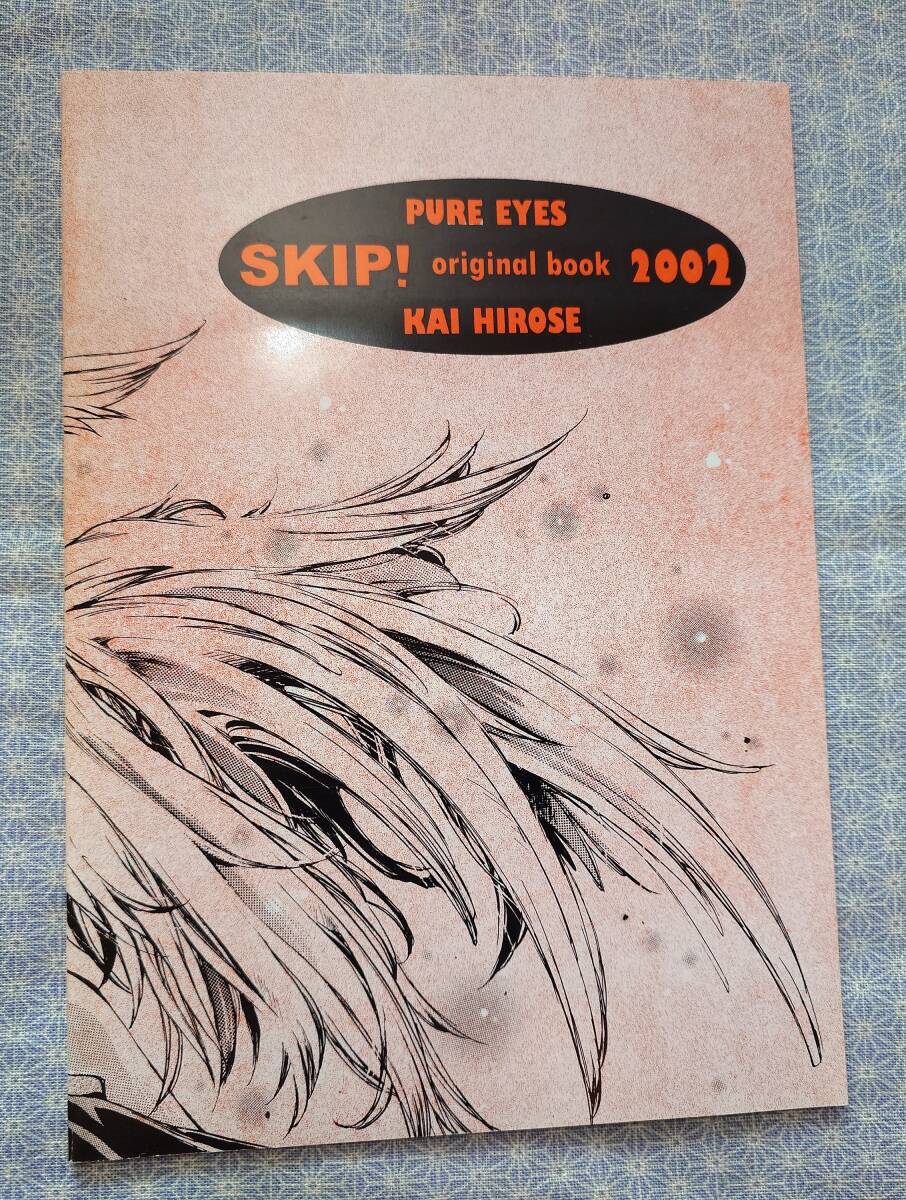 PURE EYES
SKIP! original book 2002
KAI HIROSE